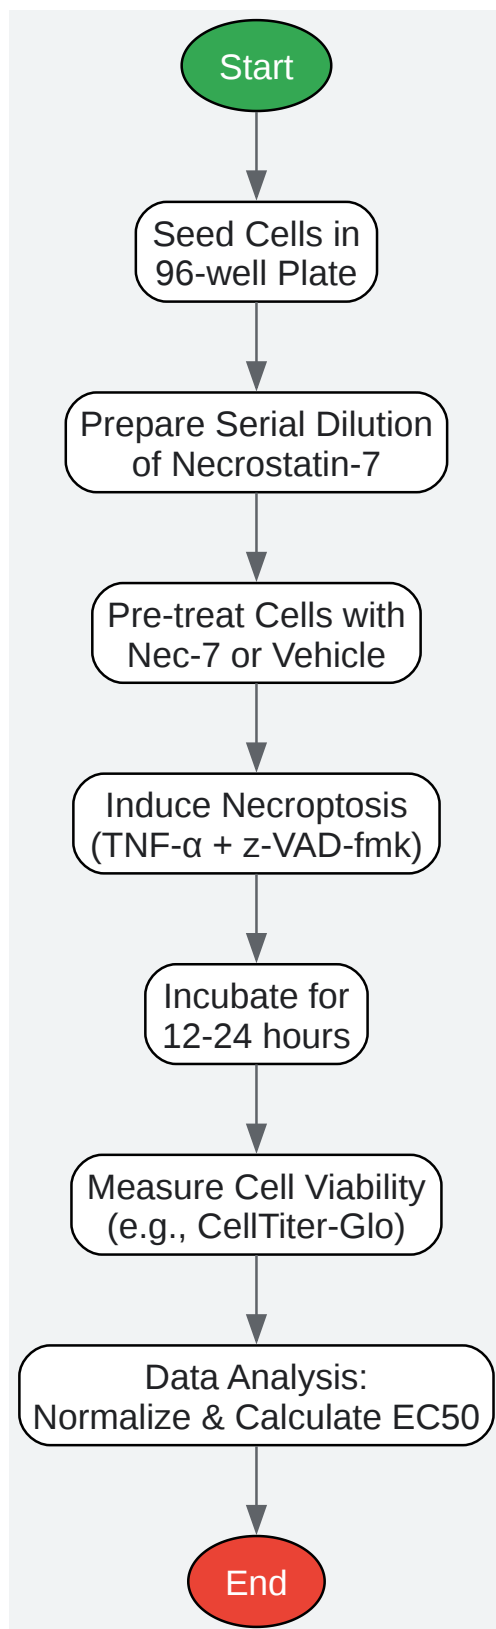 Start
Seed Cells in
96-well Plate
Prepare Serial Dilution
of Necrostatin-7
Pre-treat Cells with
Nec-7 or Vehicle
Induce Necroptosis
(TNF-α + z-VAD-fmk)
Incubate for
12-24 hours
Measure Cell Viability
(e.g., CellTiter-Glo)
Data Analysis:
Normalize & Calculate EC50
End